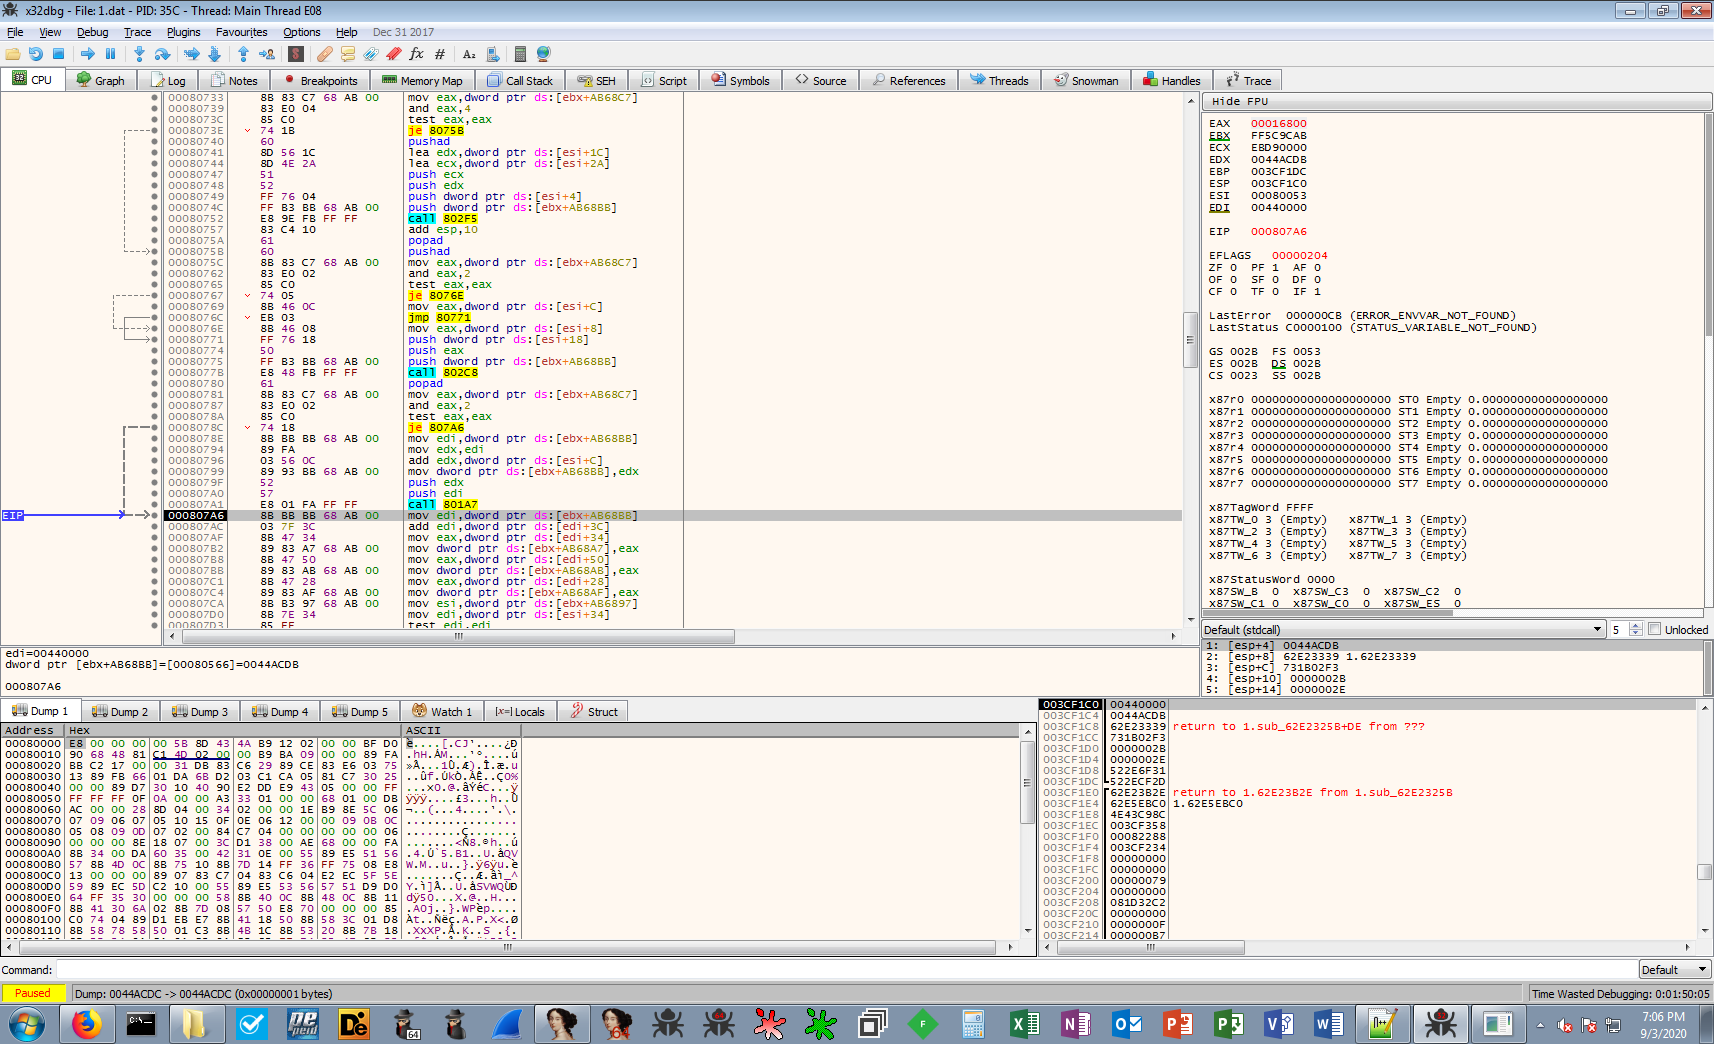 x32dbg - File: 1.dat - PID: 35C - Thread: Main Thread E08
File View Debug Trace Plugins Favourites Options Help Dec 31 2017
CPU Graph Log Notes Breakpoints Memory Map Call Stack SEH Script Symbols Source References Threads Snowman Handles Trace
00080733 8B 83 C7 68 AB 00 mov eax,dword ptr ds:[ebx+AB68C7]
00080739 83 E0 04 and eax,4
0008073C 85 C0 test eax,eax
0008073E 74 1B je 8075B
00080740 60 pushad
00080741 8D 56 1C lea edx,dword ptr ds:[esi+1C]
00080744 8D 4E 2A lea ecx,dword ptr ds:[esi+2A]
00080747 51 push ecx
00080748 52 push edx
00080749 FF 76 04 push dword ptr ds:[esi+4]
0008074C FF B3 BB 68 AB 00 push dword ptr ds:[ebx+AB68BB]
00080752 E8 9E FB FF FF call 802F5
00080757 83 C4 10 add esp,10
0008075A 61 popad
0008075B 60 pushad
0008075C 8B 83 C7 68 AB 00 mov eax,dword ptr ds:[ebx+AB68C7]
00080762 83 E0 02 and eax,2
00080765 85 C0 test eax,eax
00080767 74 05 je 8076E
00080769 8B 46 0C mov eax,dword ptr ds:[esi+C]
0008076C EB 03 jmp 80771
0008076E 8B 46 08 mov eax,dword ptr ds:[esi+8]
00080771 FF 76 18 push dword ptr ds:[esi+18]
00080774 50 push eax
00080775 FF B3 BB 68 AB 00 push dword ptr ds:[ebx+AB68BB]
0008077B E8 48 FB FF FF call 802C8
00080780 61 popad
00080781 8B 83 C7 68 AB 00 mov eax,dword ptr ds:[ebx+AB68C7]
00080787 83 E0 02 and eax,2
0008078A 85 C0 test eax,eax
0008078C 74 18 je 807A6
0008078E 8B BB BB 68 AB 00 mov edi,dword ptr ds:[ebx+AB68BB]
00080794 89 FA mov edx,edi
00080796 03 56 0C add edx,dword ptr ds:[esi+C]
00080799 89 93 BB 68 AB 00 mov dword ptr ds:[ebx+AB68BB],edx
0008079F 52 push edx
000807A0 57 push edi
000807A1 E8 01 FA FF FF call 801A7
EIP 000807A6 8B BB BB 68 AB 00 mov edi,dword ptr ds:[ebx+AB68BB]
000807AC 03 7F 3C add edi,dword ptr ds:[edi+3C]
000807AF 8B 47 34 mov eax,dword ptr ds:[edi+34]
000807B2 89 83 A7 68 AB 00 mov dword ptr ds:[ebx+AB68A7],eax
000807B8 8B 47 50 mov eax,dword ptr ds:[edi+50]
000807BB 89 83 AB 68 AB 00 mov dword ptr ds:[ebx+AB68AB],eax
000807C1 8B 47 28 mov eax,dword ptr ds:[edi+28]
000807C4 89 83 AF 68 AB 00 mov dword ptr ds:[ebx+AB68AF],eax
000807CA 8B B3 97 68 AB 00 mov esi,dword ptr ds:[ebx+AB6897]
000807D0 8B 7E 34 mov edi,dword ptr ds:[esi+34]
000807D3 85 FF test edi,edi
Hide FPU
EAX 00016800
EBX FF5C9CAB
ECX EBD90000
EDX 0044ACDB
EBP 003CF1DC
ESP 003CF1C0
ESI 00080053
EDI 00440000
EIP 000807A6
EFLAGS 00000204
ZF 0 PF 1 AF 0
OF 0 SF 0 DF 0
CF 0 TF 0 IF 1
LastError 000000CB (ERROR_ENVVAR_NOT_FOUND)
LastStatus C0000100 (STATUS_VARIABLE_NOT_FOUND)
GS 002B FS 0053
ES 002B DS 002B
CS 0023 SS 002B
x87r0 00000000000000000000 ST0 Empty 0.000000000000000000
x87r1 00000000000000000000 ST1 Empty 0.000000000000000000
x87r2 00000000000000000000 ST2 Empty 0.000000000000000000
x87r3 00000000000000000000 ST3 Empty 0.000000000000000000
x87r4 00000000000000000000 ST4 Empty 0.000000000000000000
x87r5 00000000000000000000 ST5 Empty 0.000000000000000000
x87r6 00000000000000000000 ST6 Empty 0.000000000000000000
x87r7 00000000000000000000 ST7 Empty 0.000000000000000000
x87TagWord FFFF
x87TW_0 3 (Empty) x87TW_1 3 (Empty)
x87TW_2 3 (Empty) x87TW_3 3 (Empty)
x87TW_4 3 (Empty) x87TW_5 3 (Empty)
x87TW_6 3 (Empty) x87TW_7 3 (Empty)
x87StatusWord 0000
x87SW_B 0 x87SW_C3 0 x87SW_C2 0
x87SW_C1 0 x87SW_C0 0 x87SW_ES 0
Default (stdcall) 5 Unlocked
1: [esp+4] 0044ACDB
2: [esp+8] 62E23339 1.62E23339
3: [esp+C] 731B02F3
4: [esp+10] 0000002B
5: [esp+14] 0000002E
edi=00440000
dword ptr [ebx+AB68BB]=[00080566]=0044ACDB
000807A6
Dump 1 Dump 2 Dump 3 Dump 4 Dump 5 Watch 1 [x=] Locals Struct
Address Hex ASCII
00080000 E8 00 00 00 00 5B 8D 43 4A B9 12 02 00 00 BF D0
00080010 90 68 48 81 C1 4D 02 00 00 B9 BA 09 00 00 89 FA
00080020 BB C2 17 00 00 31 DB 83 C6 29 89 CE 83 E6 03 75
00080030 13 89 FB 66 01 DA 6B D2 03 C1 CA 05 81 C7 30 25
00080040 00 00 89 D7 30 10 40 90 E2 DD E9 43 05 00 00 FF
00080050 FF FF FF 0F 0A 00 00 A3 33 01 00 00 68 01 00 DB
00080060 AC 00 00 28 8D 04 00 34 02 00 00 1E B9 8E 5C 06
00080070 07 09 06 07 05 10 15 0F 0E 06 12 00 00 09 0B 0C
00080080 05 08 09 0D 07 02 00 84 C7 04 00 00 00 00 00 06
00080090 00 00 00 8E 18 07 00 3C D1 38 00 AE 68 00 00 FA
000800A0 8B 34 00 DA 60 35 00 42 31 0E 00 55 89 E5 51 56
000800B0 57 8B 4D 0C 8B 75 10 8B 7D 14 FF 36 FF 75 08 E8
000800C0 13 00 00 00 89 07 83 C7 04 83 C6 04 E2 EC 5F 5E
000800D0 59 89 EC 5D C2 10 00 55 89 E5 53 56 57 51 D9 D0
000800E0 64 FF 35 30 00 00 00 58 8B 40 0C 8B 48 0C 8B 11
000800F0 8B 41 30 6A 02 8B 7D 08 57 50 E8 70 00 00 00 85
00080100 C0 74 04 89 D1 EB E7 8B 41 18 50 8B 58 3C 01 D8
00080110 8B 58 78 58 50 01 C3 8B 4B 1C 8B 53 20 8B 7B 18
003CF1C0 00440000
003CF1C4 0044ACDB
003CF1C8 62E23339 return to 1.sub_62E2325B+DE from ???
003CF1CC 731B02F3
003CF1D0 0000002B
003CF1D4 0000002E
003CF1D8 522E6F31
003CF1DC 522ECF2D
003CF1E0 62E23B2E return to 1.62E23B2E from 1.sub_62E2325B
003CF1E4 62E5EBC0 1.62E5EBC0
003CF1E8 4E43C98C
003CF1EC 003CF358
003CF1F0 00082288
003CF1F4 003CF234
003CF1F8 00000000
003CF1FC 00000000
003CF200 00000079
003CF204 00000000
003CF208 081D32C2
003CF20C 00000000
003CF210 0000000F
003CF214 000000B7
Command: Default
Paused Dump: 0044ACDC -> 0044ACDC (0x00000001 bytes) Time Wasted Debugging: 0:01:50:05
7:06 PM
9/3/2020